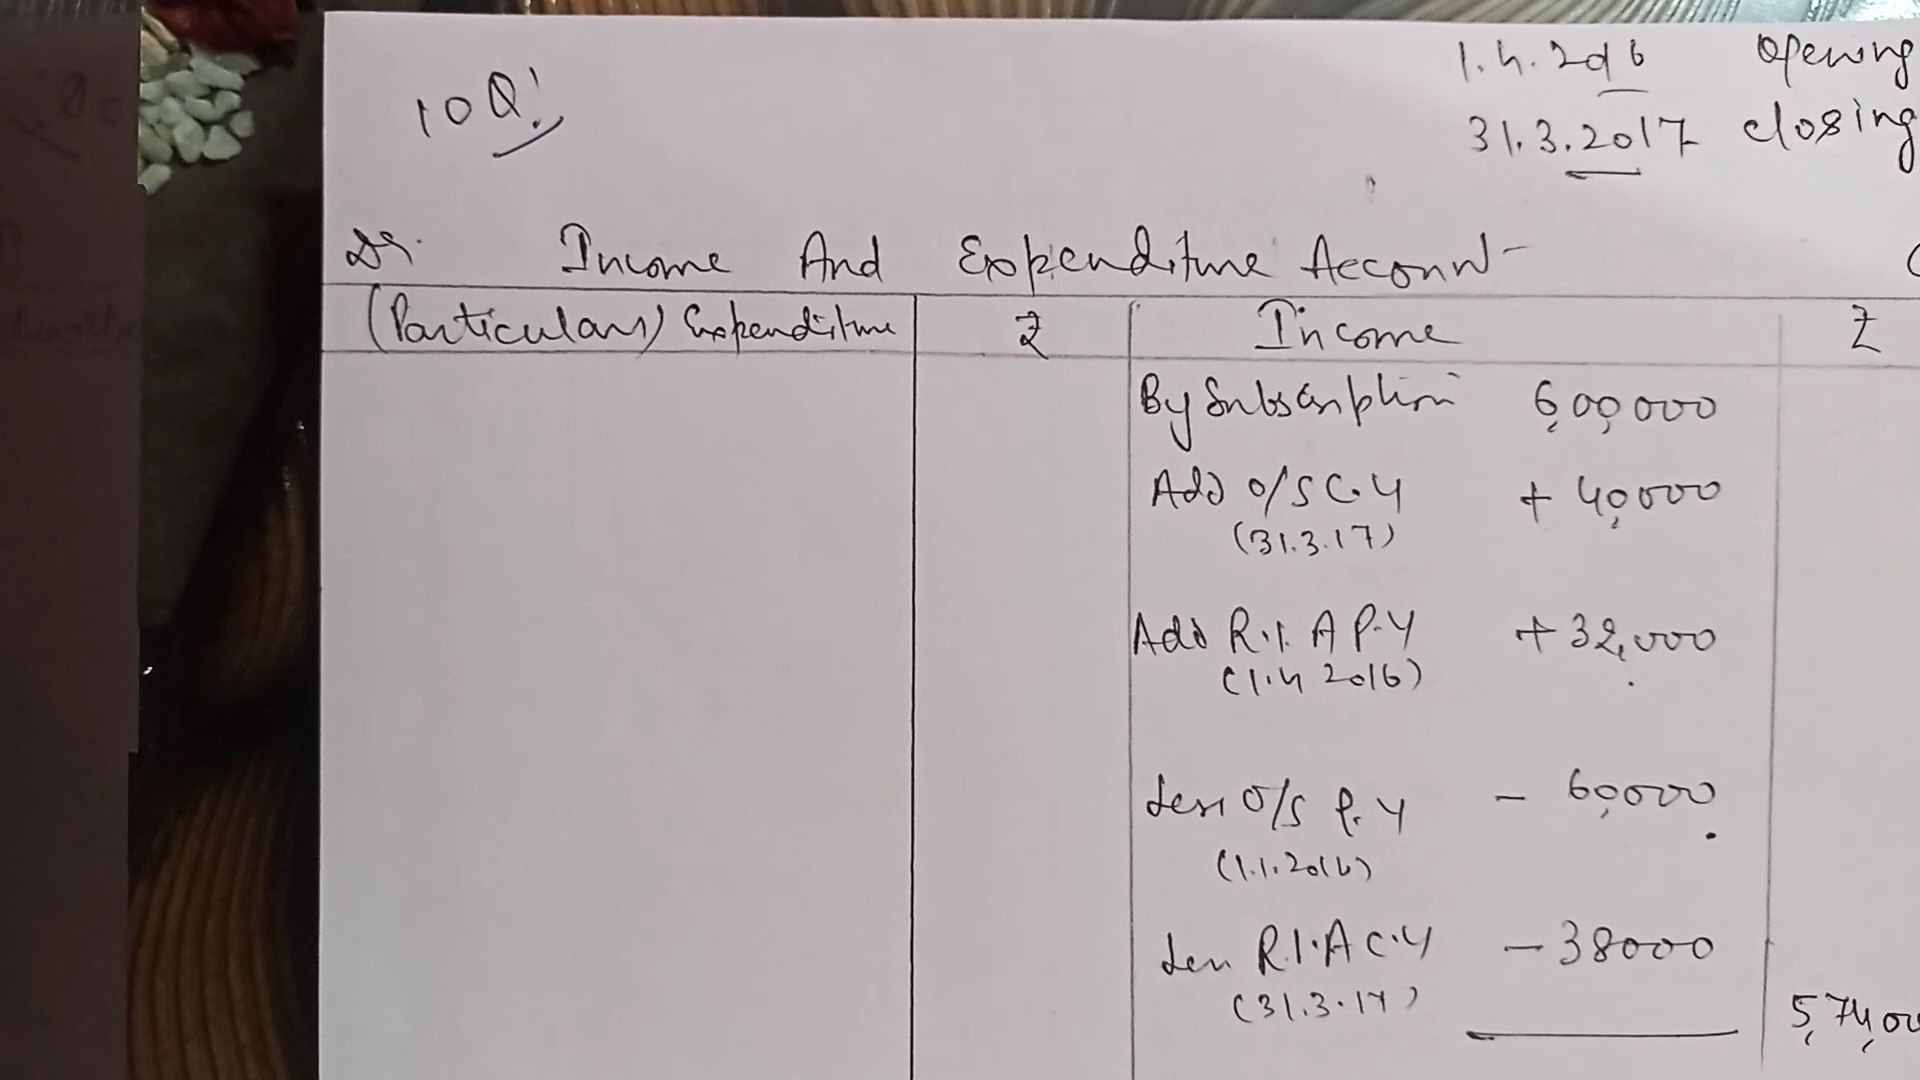 1.4.2016 opening
10 Q!
31.3.2017 closing
Dr. Income And Expenditure Account
(Particulars) Expenditure ₹ Income ₹
By Subscription 6,00,000
Add O/S C.Y + 40,000
(31.3.17)
Add R.I. A P.Y + 32,000
(1.4 2016)
Less O/S P.Y - 60,000
(1.1.2016)
Less R.I.A C.Y - 38000
(31.3.17)
5,74,00